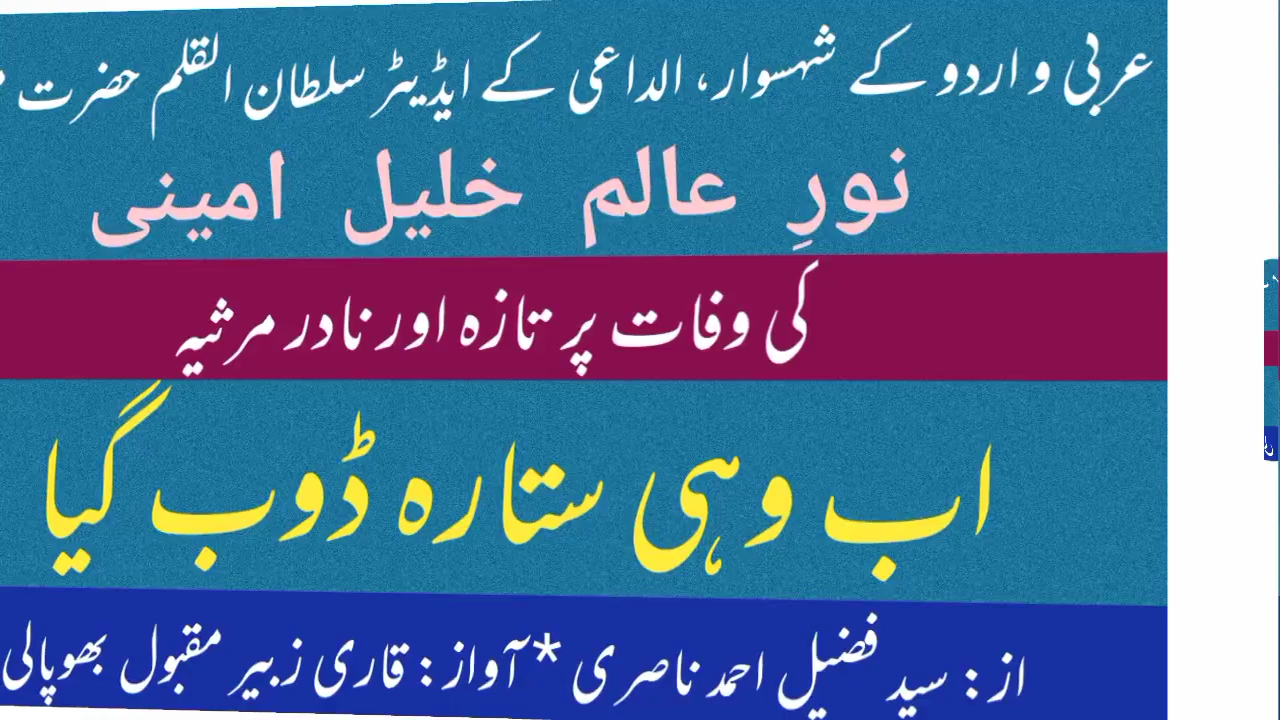 عربی و اردو کے شہسوار، الداعی کے ایڈیٹر سلطان القلم حضرت
نورِ عالم خلیل امینی
کی وفات پر تازہ اور نادر مرثیہ
اب وہی ستارہ ڈوب گیا
از: سید فضیل احمد ناصری * آواز: قاری زبیر مقبول بھوپالی